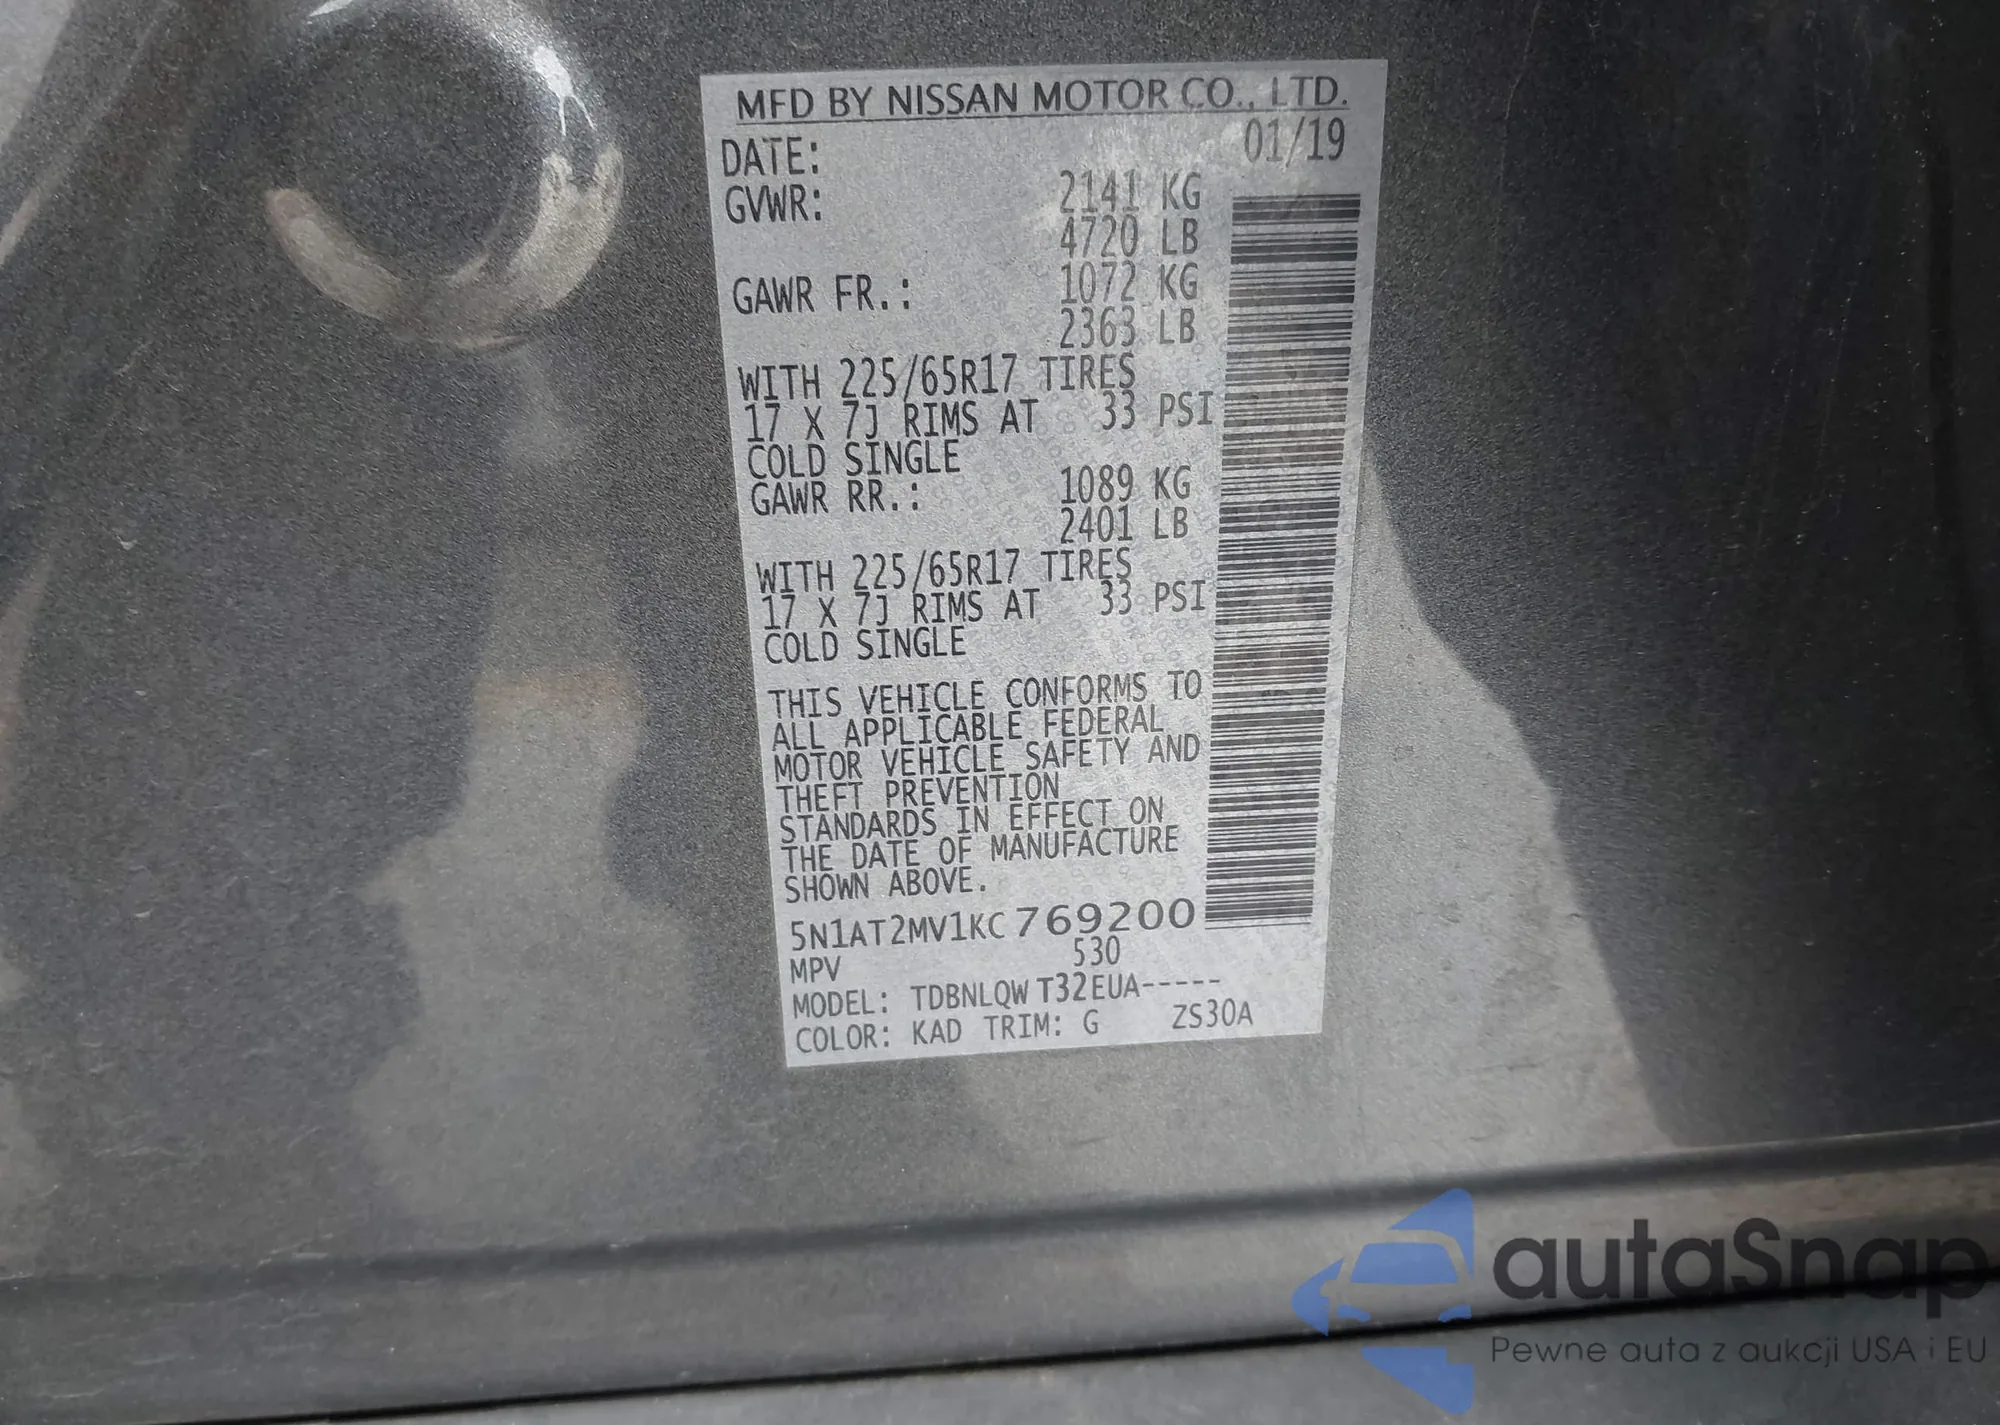 MFD BY NISSAN MOTOR CO., LTD.
DATE: 01/19
GVWR: 2141 KG
4720 LB
GAWR FR.: 1072 KG
2363 LB
WITH 225/65R17 TIRES
17 X 7J RIMS AT 33 PSI
COLD SINGLE
GAWR RR.: 1089 KG
2401 LB
WITH 225/65R17 TIRES
17 X 7J RIMS AT 33 PSI
COLD SINGLE
THIS VEHICLE CONFORMS TO
ALL APPLICABLE FEDERAL
MOTOR VEHICLE SAFETY AND
THEFT PREVENTION
STANDARDS IN EFFECT ON
THE DATE OF MANUFACTURE
SHOWN ABOVE.
5N1AT2MV1KC769200
MPV 530
MODEL: TDBNLQW T32EUA-----
COLOR: KAD TRIM: G ZS30A
autaSnap
Pewne auta z aukcji USA i EU